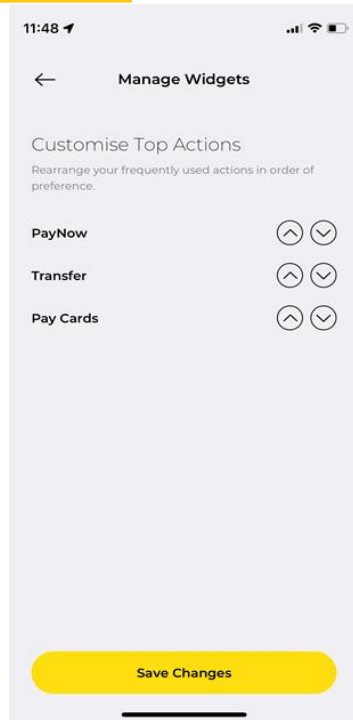 11:48
Manage Widgets
Customise Top Actions
Rearrange your frequently used actions in order of
preference.
PayNow
Transfer
Pay Cards
Save Changes